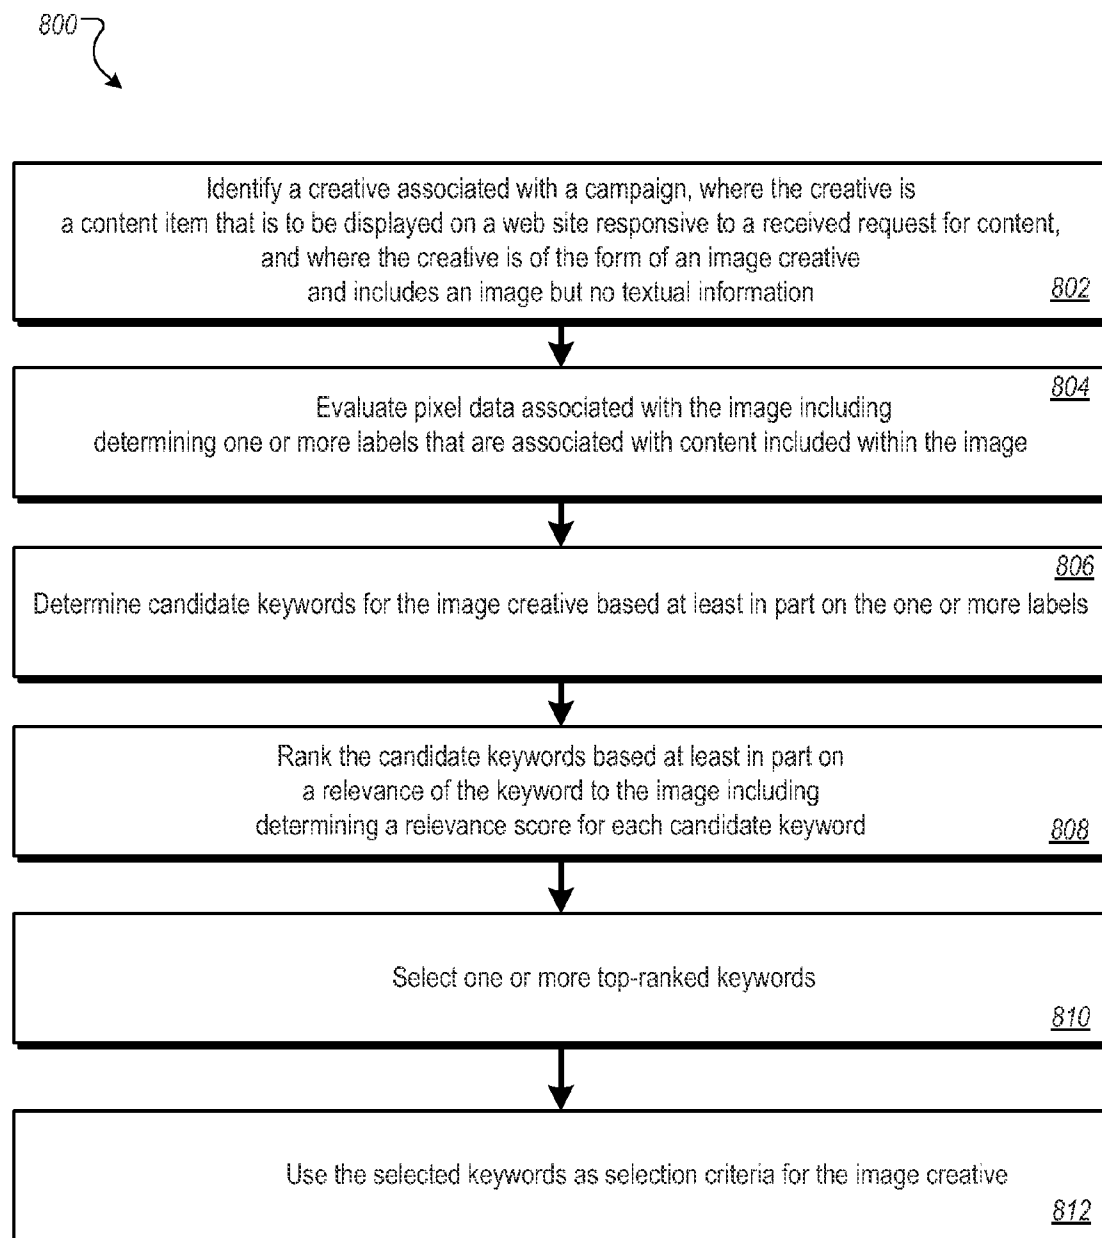 800
Identify a creative associated with a campaign, where the creative is
a content item that is to be displayed on a web site responsive to a received request for content,
and where the creative is of the form of an image creative
and includes an image but no textual information
802
804
Evaluate pixel data associated with the image including
determining one or more labels that are associated with content included within the image
806
Determine candidate keywords for the image creative based at least in part on the one or more labels
Rank the candidate keywords based at least in part on
a relevance of the keyword to the image including
determining a relevance score for each candidate keyword
808
Select one or more top-ranked keywords
810
Use the selected keywords as selection criteria for the image creative
812